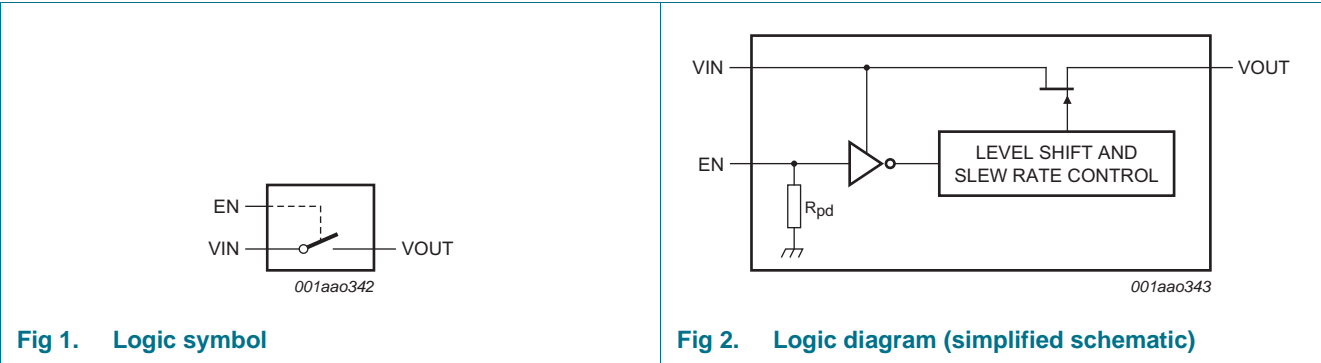 EN
VIN
VOUT
001aao342
Fig 1. Logic symbol
VIN
VOUT
EN
LEVEL SHIFT AND
SLEW RATE CONTROL
Rpd
001aao343
Fig 2. Logic diagram (simplified schematic)